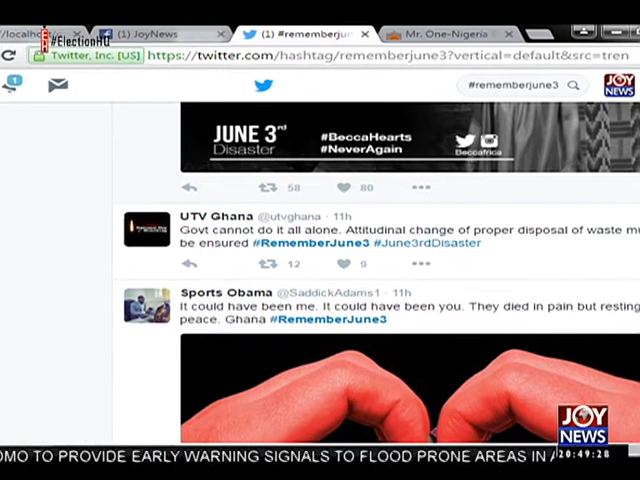 /localho
#ElectionHQ
(1) JoyNews
(1) #rememberjun
Mr. One-Nigeria
Twitter, Inc. [US]
https://twitter.com/hashtag/rememberjune3?vertical=default&src=tren
1
#rememberjune3
JOY
NEWS
JUNE 3rd
Disaster
#BeccaHearts
#NeverAgain
Beccafrica
58
80
UTV Ghana @utvghana · 11h
Govt cannot do it all alone. Attitudinal change of proper disposal of waste mu
be ensured #RememberJune3 #June3rdDisaster
12
9
Sports Obama @SaddickAdams1 · 11h
It could have been me. It could have been you. They died in pain but resting
peace. Ghana #RememberJune3
JOY
NEWS
20:49:28
OMO TO PROVIDE EARLY WARNING SIGNALS TO FLOOD PRONE AREAS IN A